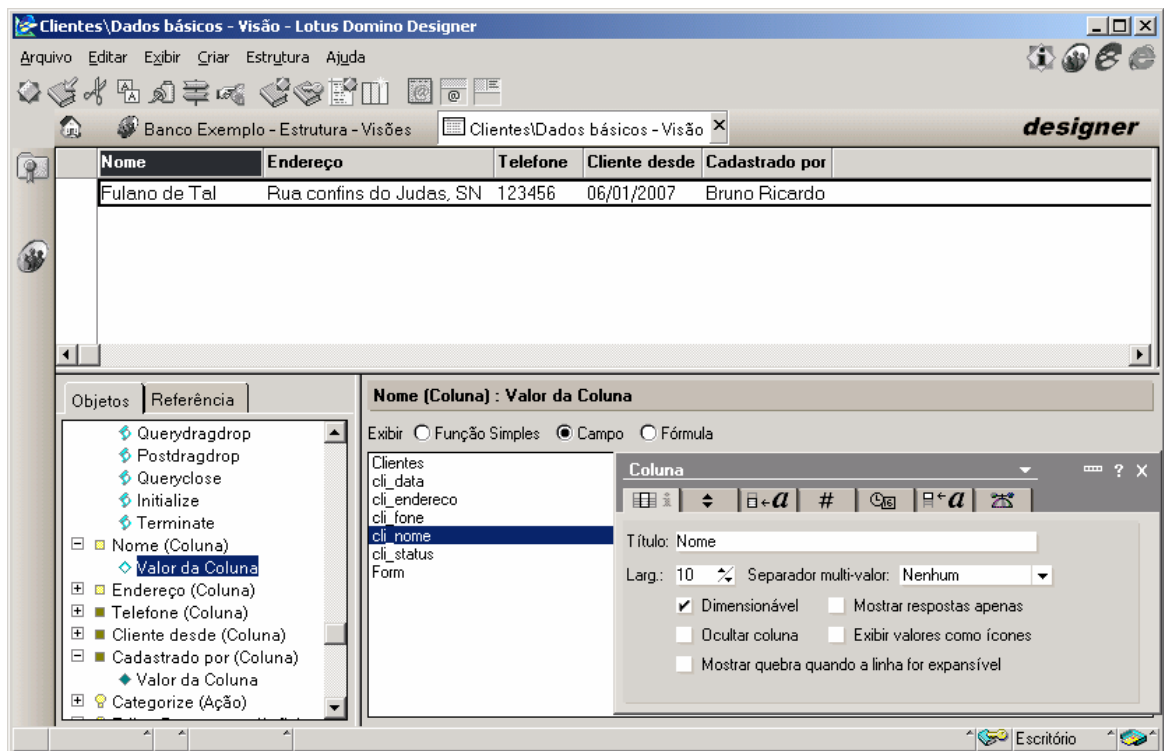 Clientes\Dados básicos - Visão - Lotus Domino Designer
Arquivo Editar Exibir Criar Estrutura Ajuda
Banco Exemplo - Estrutura - Visões Clientes\Dados básicos - Visão designer
Nome Endereço Telefone Cliente desde Cadastrado por
Fulano de Tal Rua confins do Judas, SN 123456 06/01/2007 Bruno Ricardo
Objetos Referência
Querydragdrop
Postdragdrop
Queryclose
Initialize
Terminate
Nome (Coluna)
Valor da Coluna
Endereço (Coluna)
Telefone (Coluna)
Cliente desde (Coluna)
Cadastrado por (Coluna)
Valor da Coluna
Categorize (Ação)
Nome (Coluna) : Valor da Coluna
Exibir Função Simples Campo Fórmula
Clientes
cli_data
cli_endereco
cli_fone
cli_nome
cli_status
Form
Coluna
Título: Nome
Larg.: 10 Separador multi-valor: Nenhum
Dimensionável Mostrar respostas apenas
Ocultar coluna Exibir valores como ícones
Mostrar quebra quando a linha for expansível
Escritório